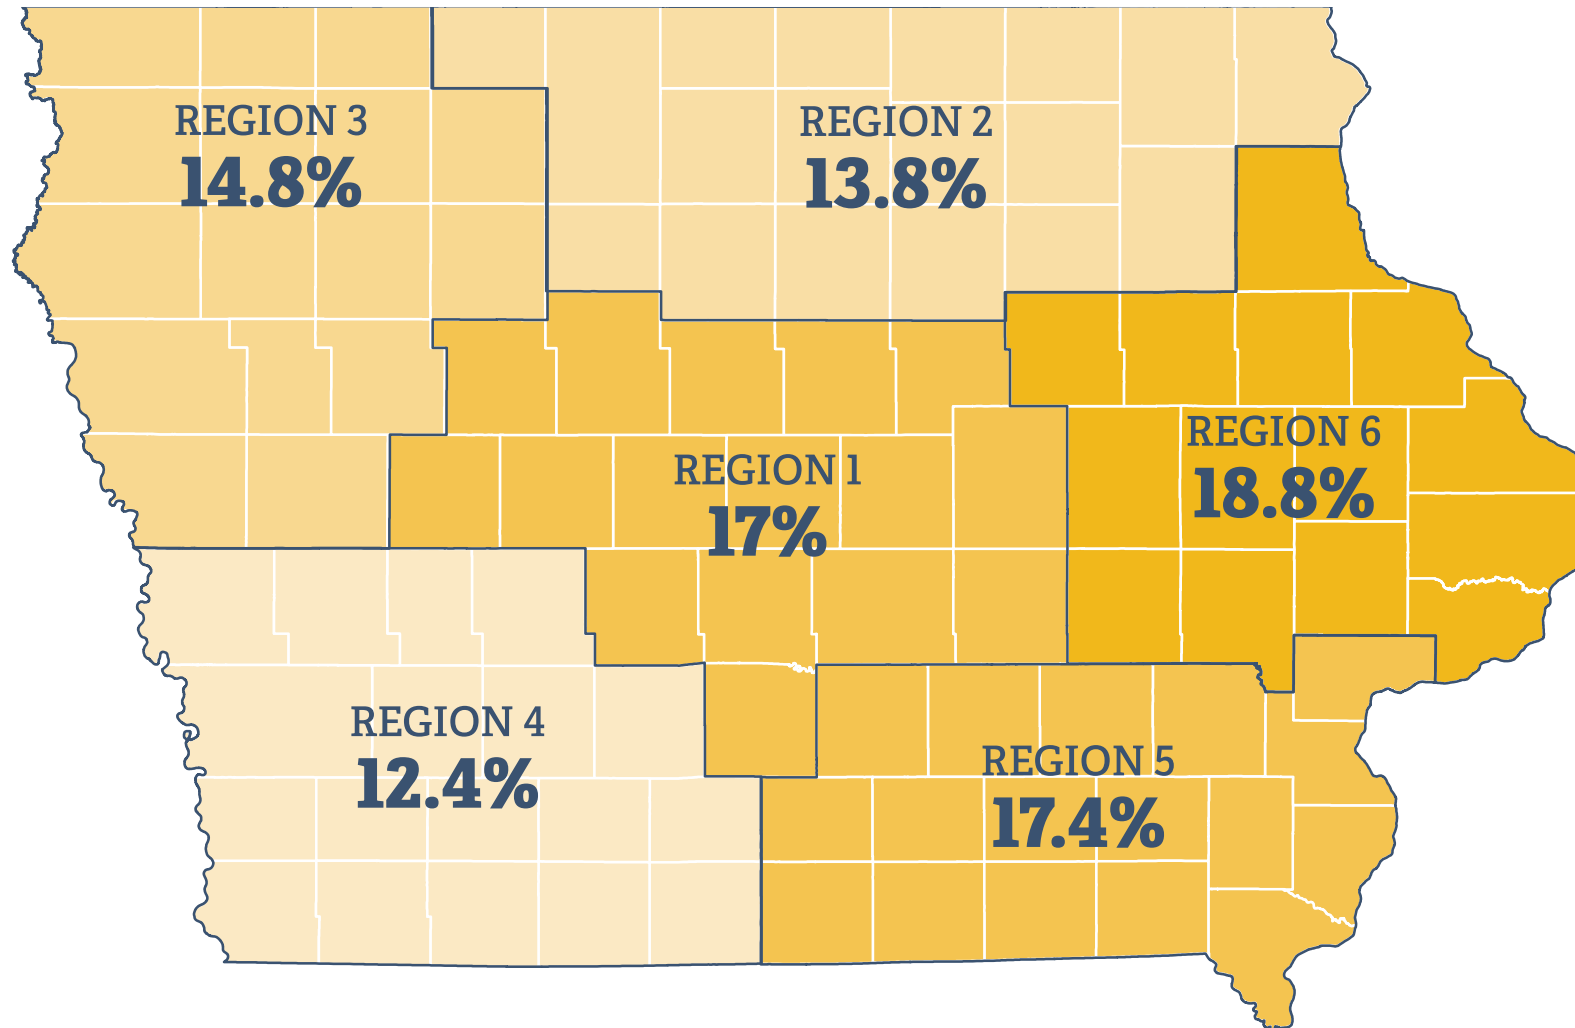 REGION 3
14.8%
REGION 2
13.8%
REGION 6
18.8%
REGION 1
17%
REGION 4
12.4%
REGION 5
17.4%